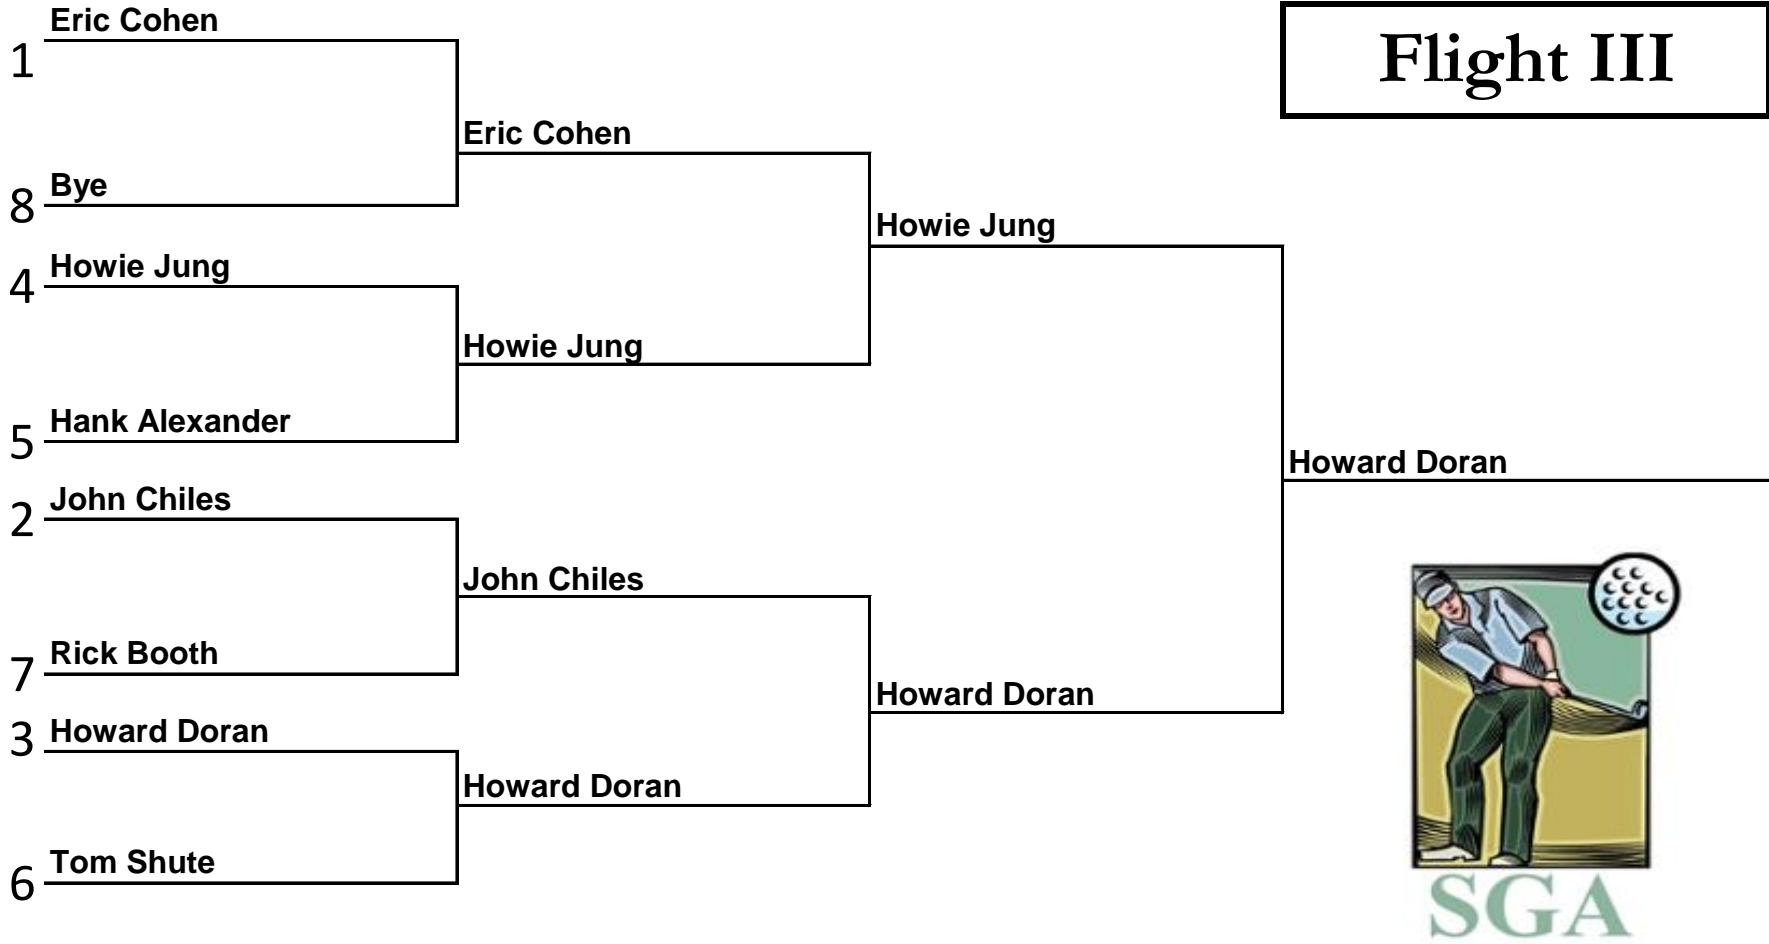 Eric Cohen
1
Flight III
Eric Cohen
Bye
8
Howie Jung
Howie Jung
4
Howie Jung
Hank Alexander
5
Howard Doran
John Chiles
2
John Chiles
Rick Booth
7
Howard Doran
Howard Doran
3
Howard Doran
Tom Shute
6
SGA